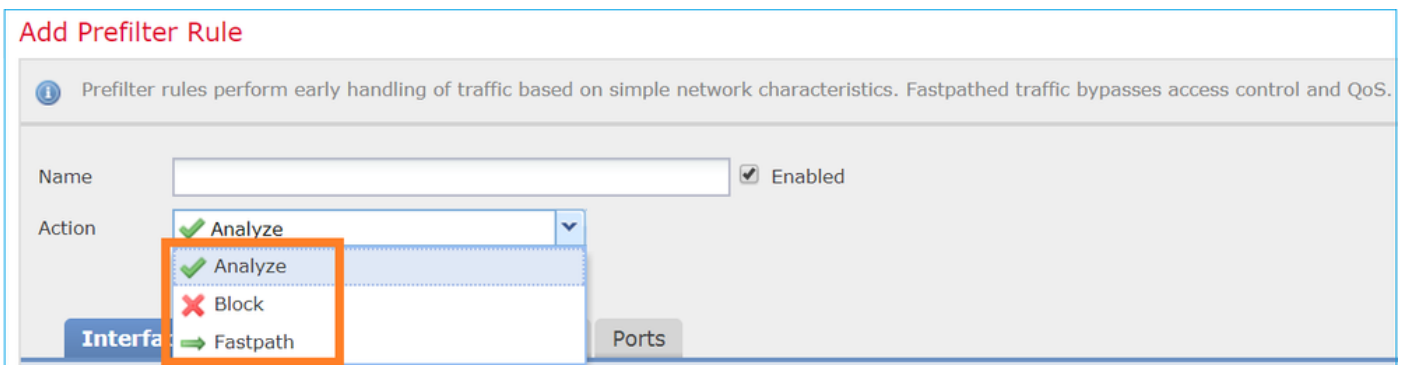 Add Prefilter Rule
Prefilter rules perform early handling of traffic based on simple network characteristics. Fastpathed traffic bypasses access control and QoS.
Name
Enabled
Action
Analyze
Analyze
Block
Fastpath
Interfa
Ports